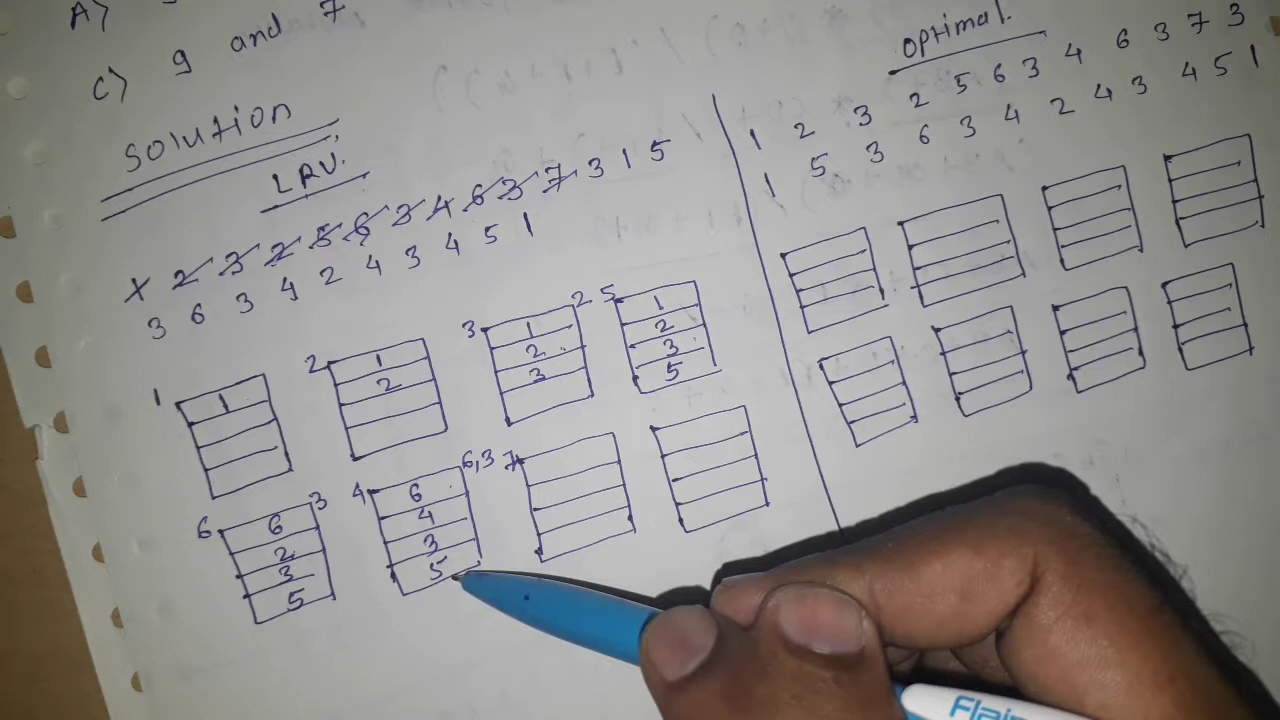 A)
C) 9 and 7
Solution
LRU.
1 2 3 2 5 6 3 4 6 3 7 3 1 5
3 6 3 4 2 4 3 4 5 1
1
1
2
1
2
3
2
1
2
3
5
1
2
3
5
6
3
6
2
3
5
4
6,3
6
4
3
5
7
optimal.
1 2 3 2 5 6 3 4 6 3 7 3
1 5 3 6 3 4 2 4 3 4 5 1
Flair